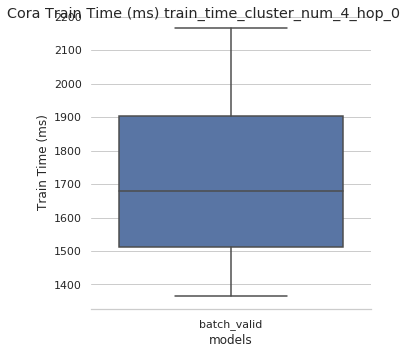 Cora Train Time (ms) train_time_cluster_num_4_hop_0
2200
2100
2000
1900
1800
1700
1600
1500
1400
Train Time (ms)
batch_valid
models